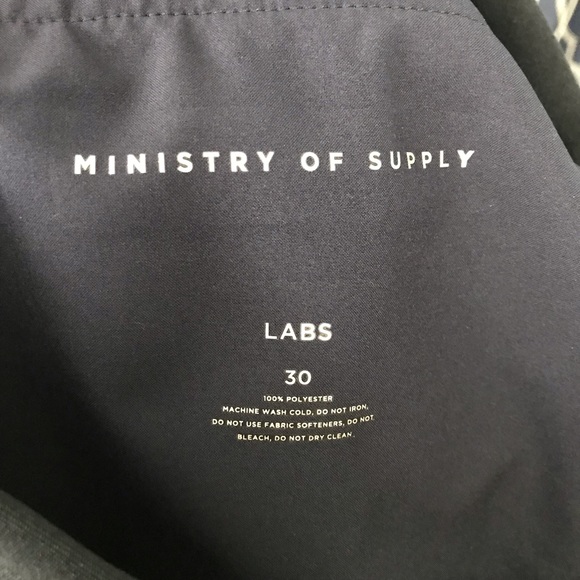 MINISTRY OF SUPPLY
LABS
30
100% POLYESTER
MACHINE WASH COLD, DO NOT IRON,
DO NOT USE FABRIC SOFTENERS, DO NOT
BLEACH, DO NOT DRY CLEAN